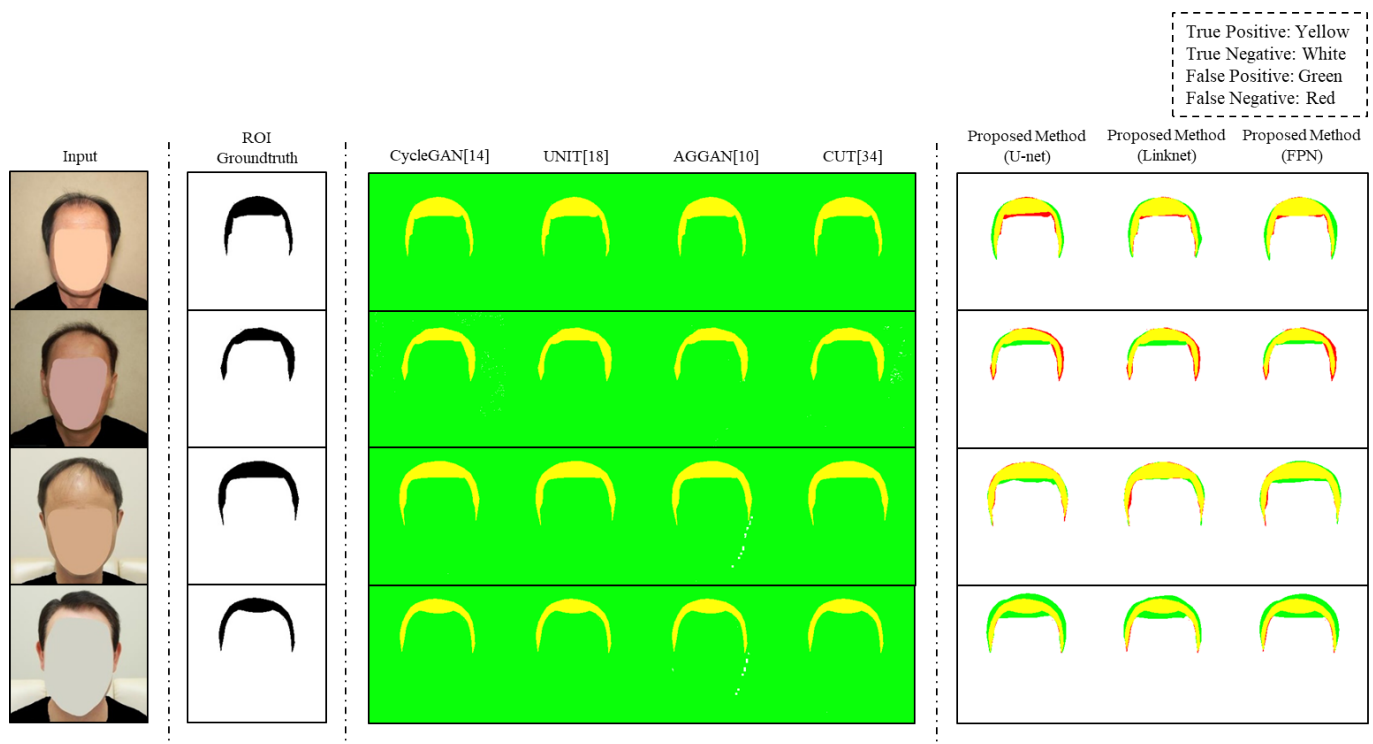 True Positive: Yellow
True Negative: White
False Positive: Green
False Negative: Red
Input
ROI
Groundtruth
CycleGAN[14]
UNIT[18]
AGGAN[10]
CUT[34]
Proposed Method
(U-net)
Proposed Method
(Linknet)
Proposed Method
(FPN)